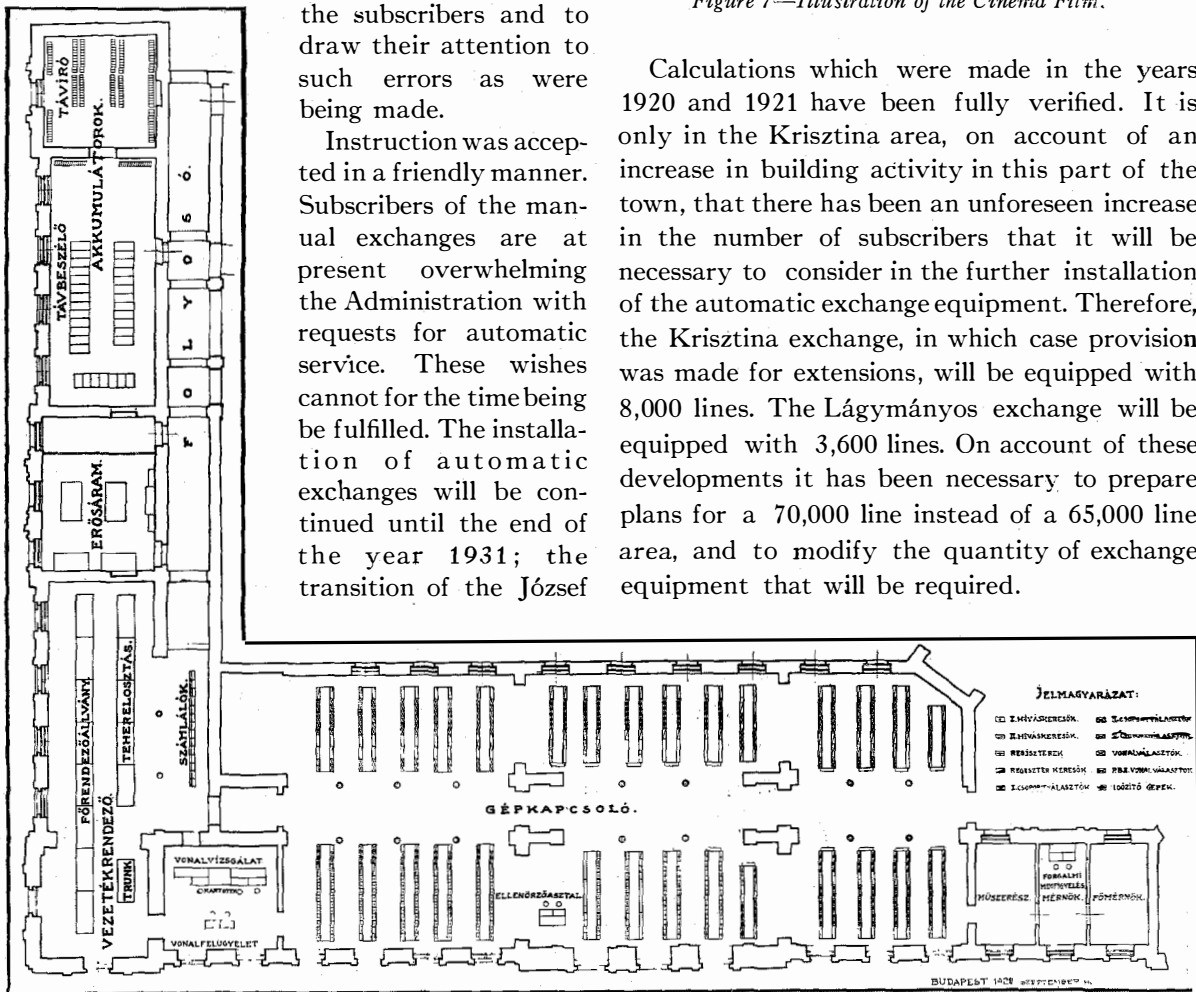 the subscribers and to
draw their attention to
such errors as were
being made.
Instruction was accep-
ted in a friendly manner.
Subscribers of the man-
ual exchanges are at
present overwhelming
the Administration with
requests for automatic
service. These wishes
cannot for the time being
be fulfilled. The installa-
tion of automatic
exchanges will be con-
tinued until the end of
the year 1931; the
transition of the József
Figure 7—Illustration of the Cinema Film.
Calculations which were made in the years
1920 and 1921 have been fully verified. It is
only in the Krisztina area, on account of an
increase in building activity in this part of the
town, that there has been an unforeseen increase
in the number of subscribers that it will be
necessary to consider in the further installation
of the automatic exchange equipment. Therefore,
the Krisztina exchange, in which case provision
was made for extensions, will be equipped with
8,000 lines. The Lágymányos exchange will be
equipped with 3,600 lines. On account of these
developments it has been necessary to prepare
plans for a 70,000 line instead of a 65,000 line
area, and to modify the quantity of exchange
equipment that will be required.
TÁVIRÓ
TÁVBESZÉLŐ
AKKUMULÁTOROK.
FOLYOSÓ.
ERŐSÁRAM.
FŐRENDEZŐÁLLVÁNY.
TEHERELOSZTÁS.
SZÁMLÁLÓK.
VEZETÉKRENDEZŐ.
TRUNK
VONALVIZSGÁLAT
VONALFELÜGYELET
GÉPKAPCSOLÓ.
ELLENŐRZŐASZTAL
MŰSZERÉSZ.
FORGALMI
MÉRNÖK.
FŐMÉRNÖK.
JELMAGYARÁZAT:
I. HÍVÁSKERESŐK.
II. HÍVÁSKERESŐK.
REGISZTEREK
REGISZTER KERESŐK
I. CSOPORTVÁLASZTÓK
VONALVÁLASZTÓK.
P.B.X. VONALVÁLASZTÓK
IDŐZÍTŐ GÉPEK.
BUDAPEST